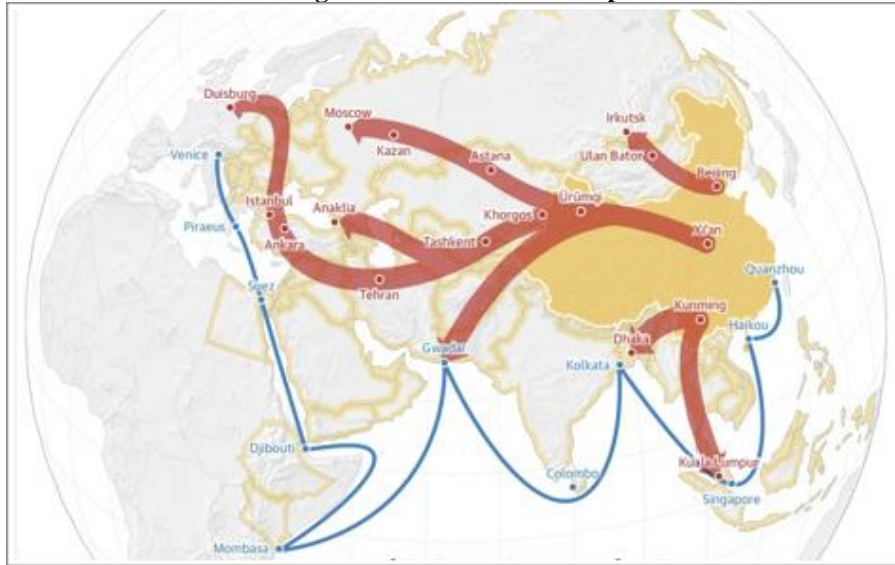 Duisburg
Moscow
Irkutsk
Kazan
Venice
Astana
Ulan Bator
Beijing
Ürümqi
Istanbul
Anaklia
Khorgos
Piraeus
Xi'an
Ankara
Tashkent
Quanzhou
Suez
Tehran
Kunming
Haikou
Gwadar
Dhaka
Kolkata
Djibouti
Kuala Lumpur
Colombo
Singapore
Mombasa